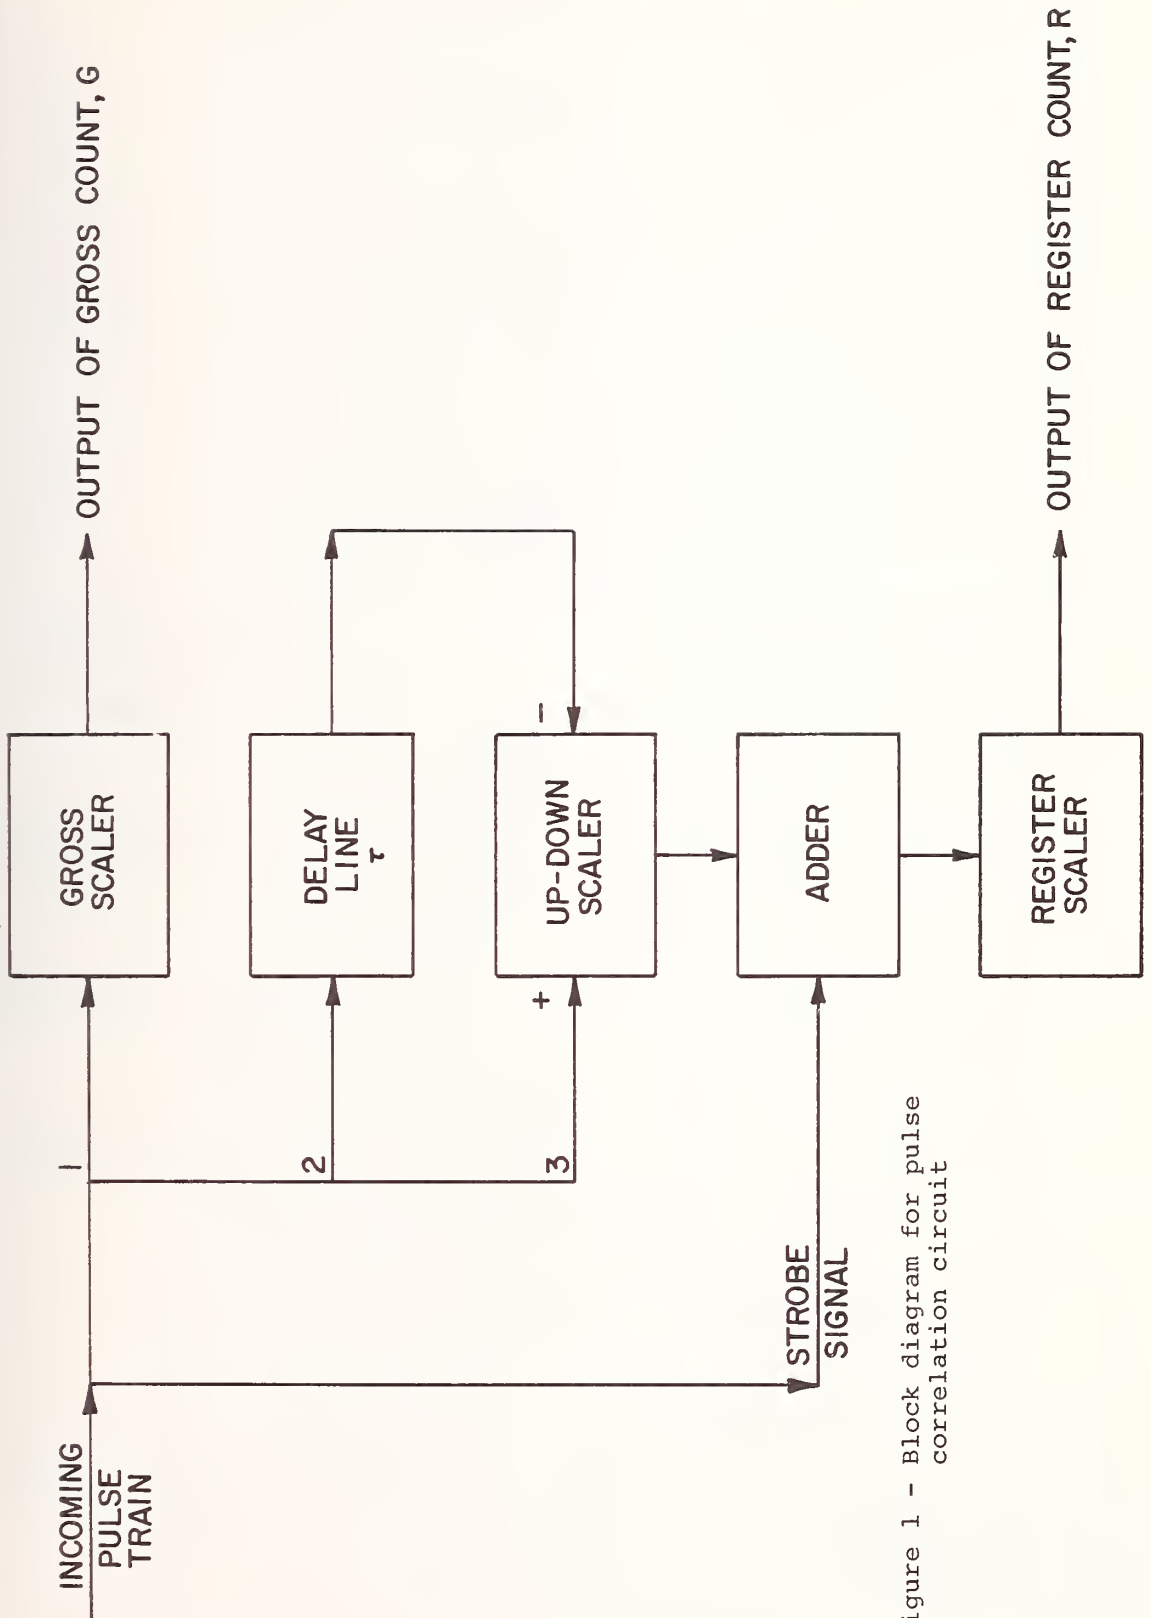 INCOMING
PULSE
TRAIN
1
GROSS
SCALER
OUTPUT OF GROSS COUNT, G
2
DELAY
LINE
τ
3
+
UP-DOWN
SCALER
−
STROBE
SIGNAL
ADDER
REGISTER
SCALER
OUTPUT OF REGISTER COUNT, R
igure 1 - Block diagram for pulse
correlation circuit